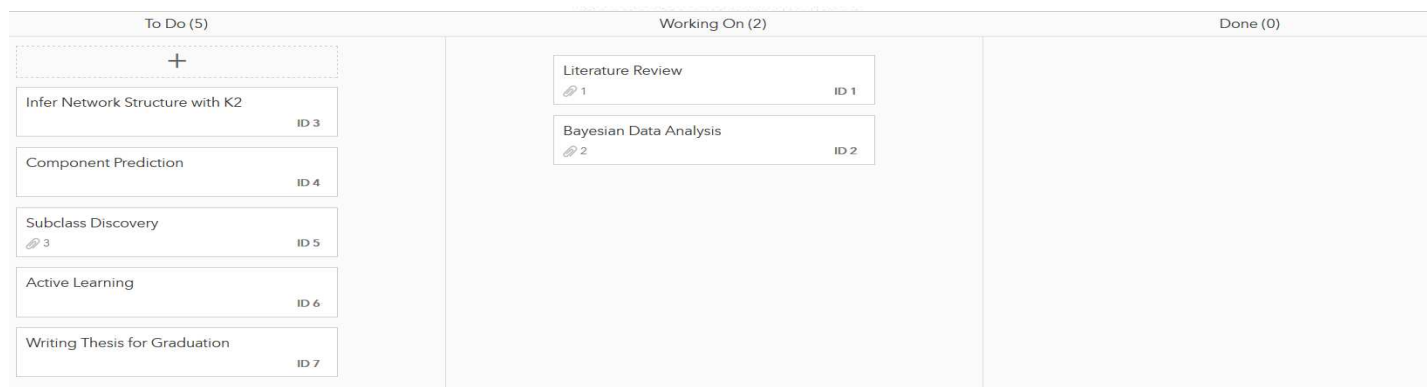 To Do (5)
Working On (2)
Done (0)
+
Infer Network Structure with K2
ID 3
Component Prediction
ID 4
Subclass Discovery
3
ID 5
Active Learning
ID 6
Writing Thesis for Graduation
ID 7
Literature Review
1
ID 1
Bayesian Data Analysis
2
ID 2